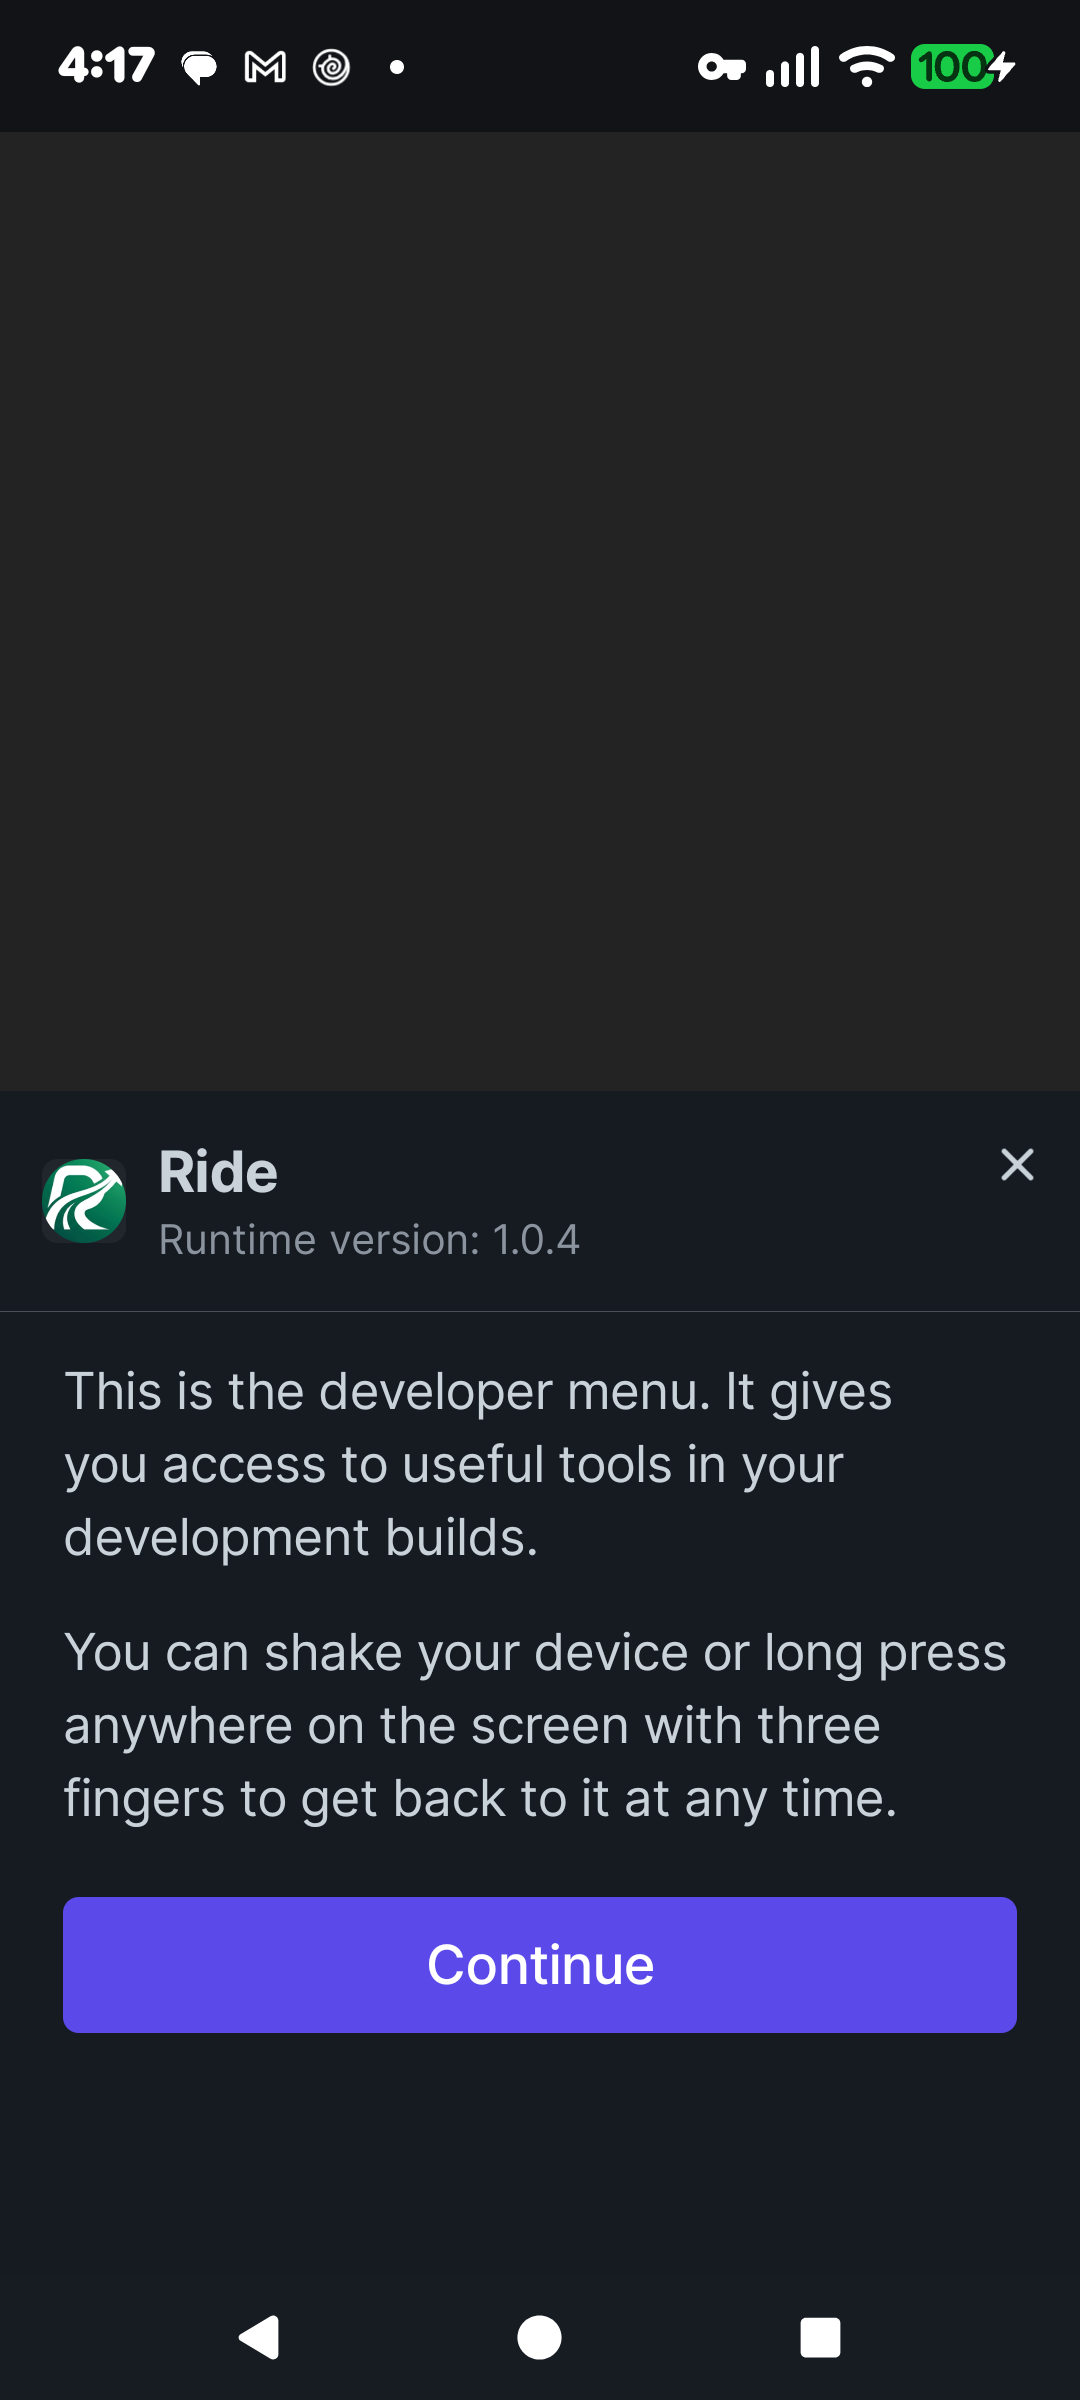 4:17
100
Ride
Runtime version: 1.0.4
This is the developer menu. It gives
you access to useful tools in your
development builds.
You can shake your device or long press
anywhere on the screen with three
fingers to get back to it at any time.
Continue